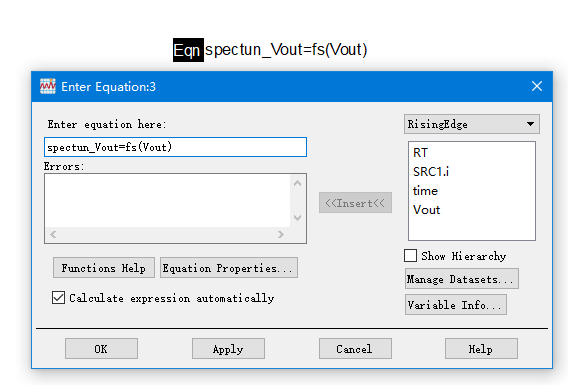 Eqn spectun_Vout=fs(Vout)
Enter Equation:3
Enter equation here:
spectun_Vout=fs(Vout)
Errors:
<<Insert<<
RisingEdge
RT
SRC1.i
time
Vout
Show Hierarchy
Functions Help
Equation Properties...
Manage Datasets...
Calculate expression automatically
Variable Info...
OK
Apply
Cancel
Help